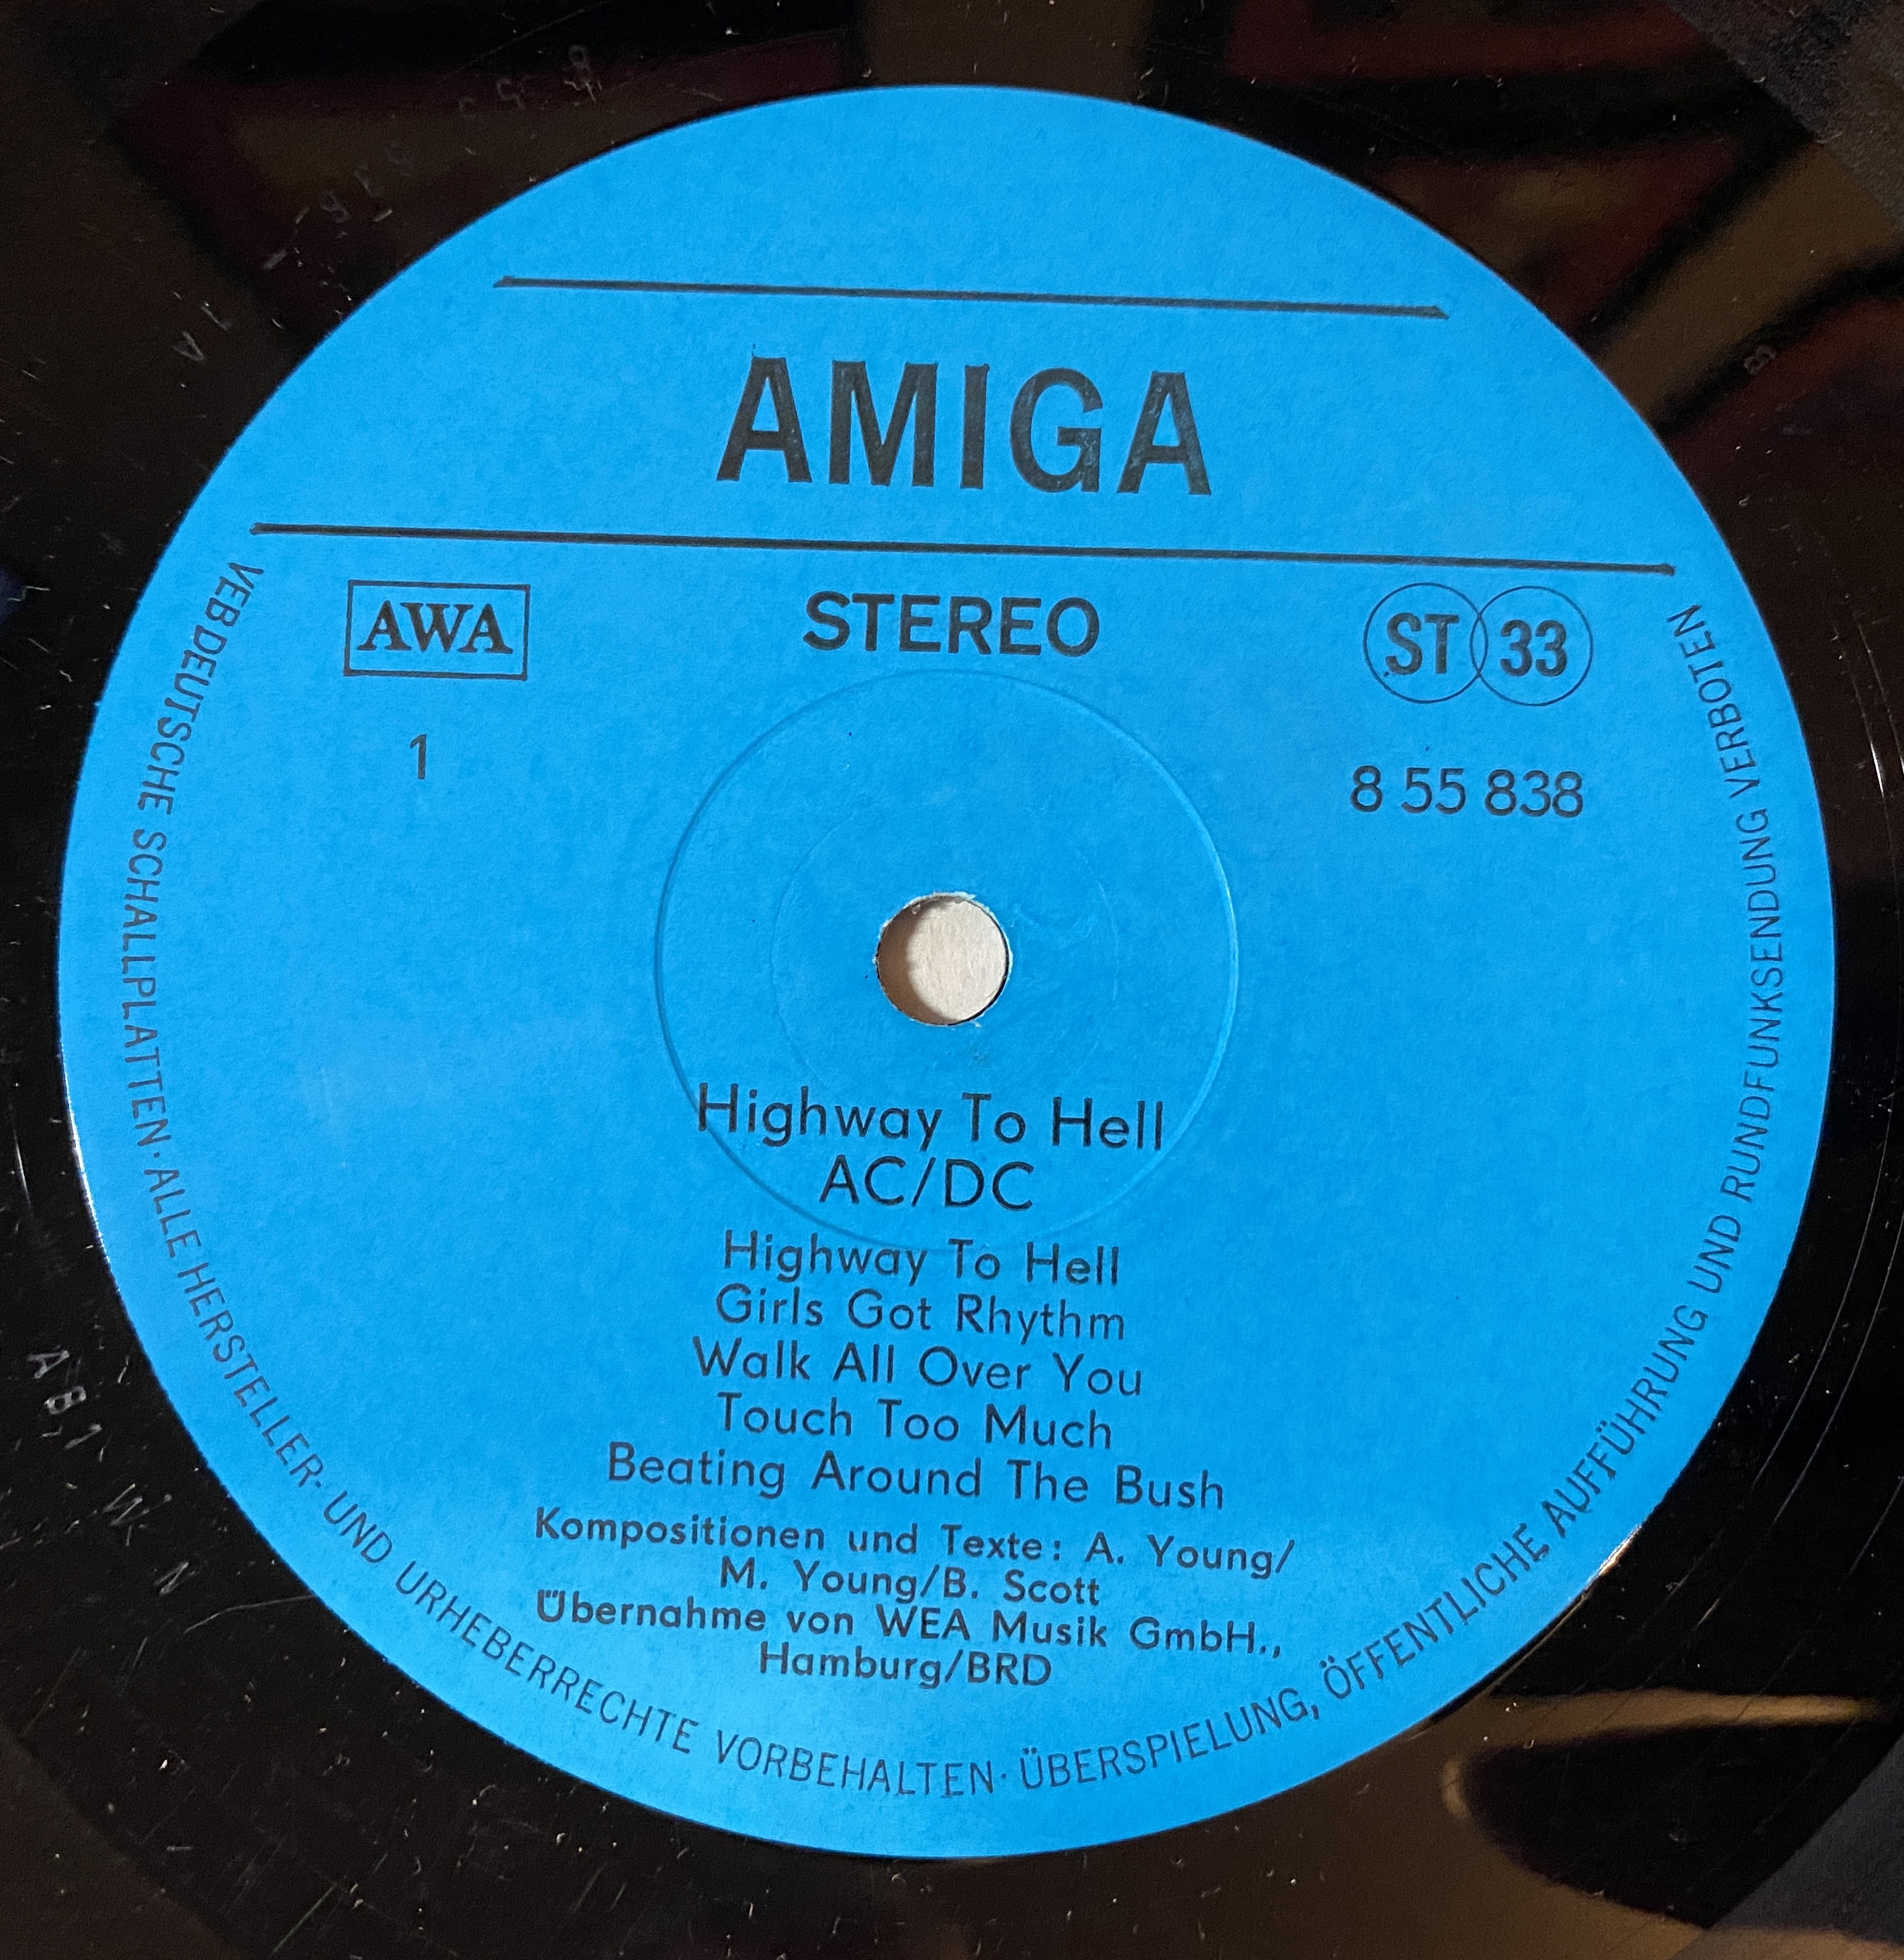 AMIGA
AWA
STEREO
ST 33
1
8 55 838
Highway To Hell
AC/DC
Highway To Hell
Girls Got Rhythm
Walk All Over You
Touch Too Much
Beating Around The Bush
Kompositionen und Texte: A. Young/
M. Young/B. Scott
Übernahme von WEA Musik GmbH.,
Hamburg/BRD
VEB DEUTSCHE SCHALLPLATTEN · ALLE HERSTELLER- UND URHEBERRECHTE VORBEHALTEN · ÜBERSPIELUNG, ÖFFENTLICHE AUFFÜHRUNG UND RUNDFUNKSENDUNG VERBOTEN